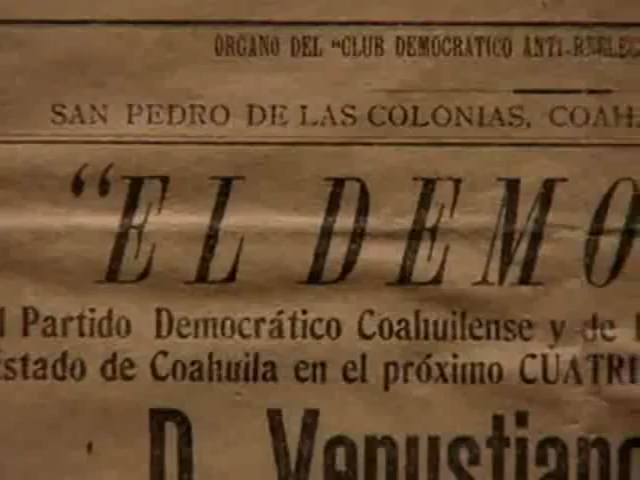 ORGANO DEL "CLUB DEMOCRATICO ANTI-REELEC
SAN PEDRO DE LAS COLONIAS, COAH.
"EL DEMO
l Partido Democrático Coahuilense y de l
Estado de Coahuila en el próximo CUATRI
D. Venustiano